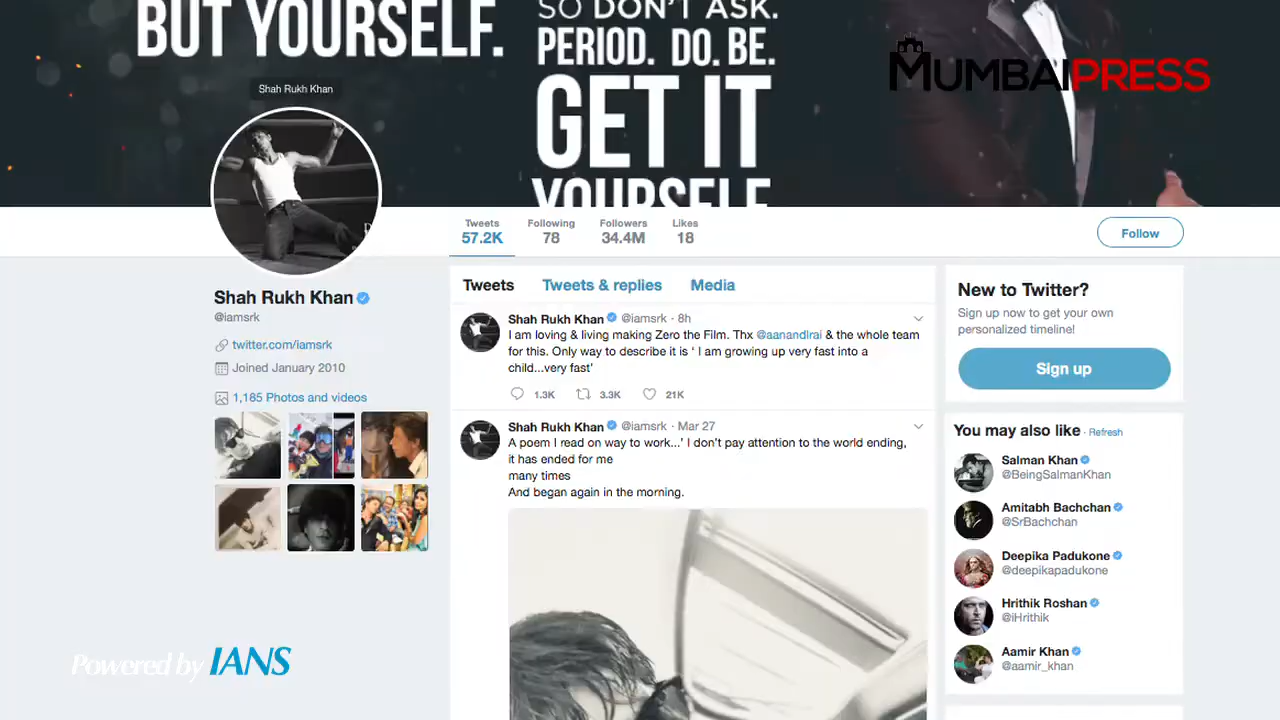 BUT YOURSELF.
SO DON'T ASK.
PERIOD. DO. BE.
GET IT
YOURSELF
MUMBAIPRESS
Shah Rukh Khan
Tweets
57.2K
Following
78
Followers
34.4M
Likes
18
Follow
Shah Rukh Khan
@iamsrk
twitter.com/iamsrk
Joined January 2010
1,185 Photos and videos
Tweets
Tweets & replies
Media
Shah Rukh Khan @iamsrk · 8h
I am loving & living making Zero the Film. Thx @aanandlrai & the whole team
for this. Only way to describe it is ‘ I am growing up very fast into a
child...very fast’
1.3K
3.3K
21K
Shah Rukh Khan @iamsrk · Mar 27
A poem I read on way to work...’ I don’t pay attention to the world ending,
it has ended for me
many times
And began again in the morning.
New to Twitter?
Sign up now to get your own
personalized timeline!
Sign up
You may also like · Refresh
Salman Khan
@BeingSalmanKhan
Amitabh Bachchan
@SrBachchan
Deepika Padukone
@deepikapadukone
Hrithik Roshan
@iHrithik
Aamir Khan
@aamir_khan
Powered by IANS